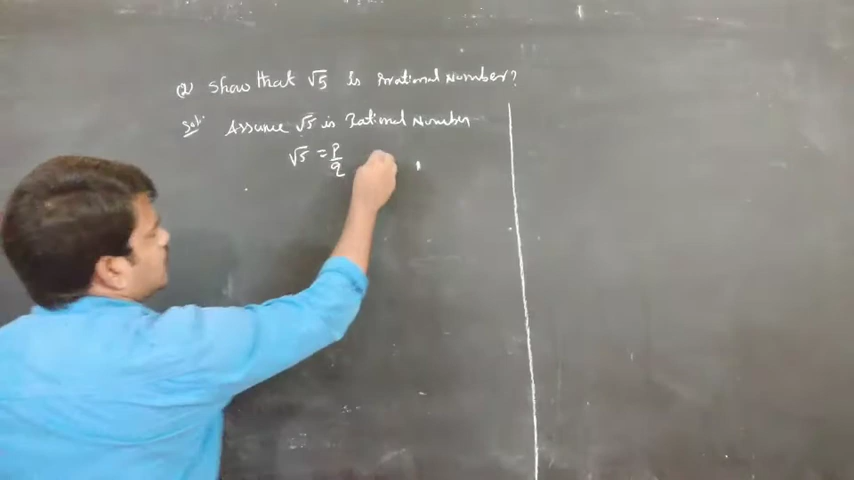 Q) Show that √5 is irrational Number?
Sol: Assume √5 is Rational Number
√5 = p/q